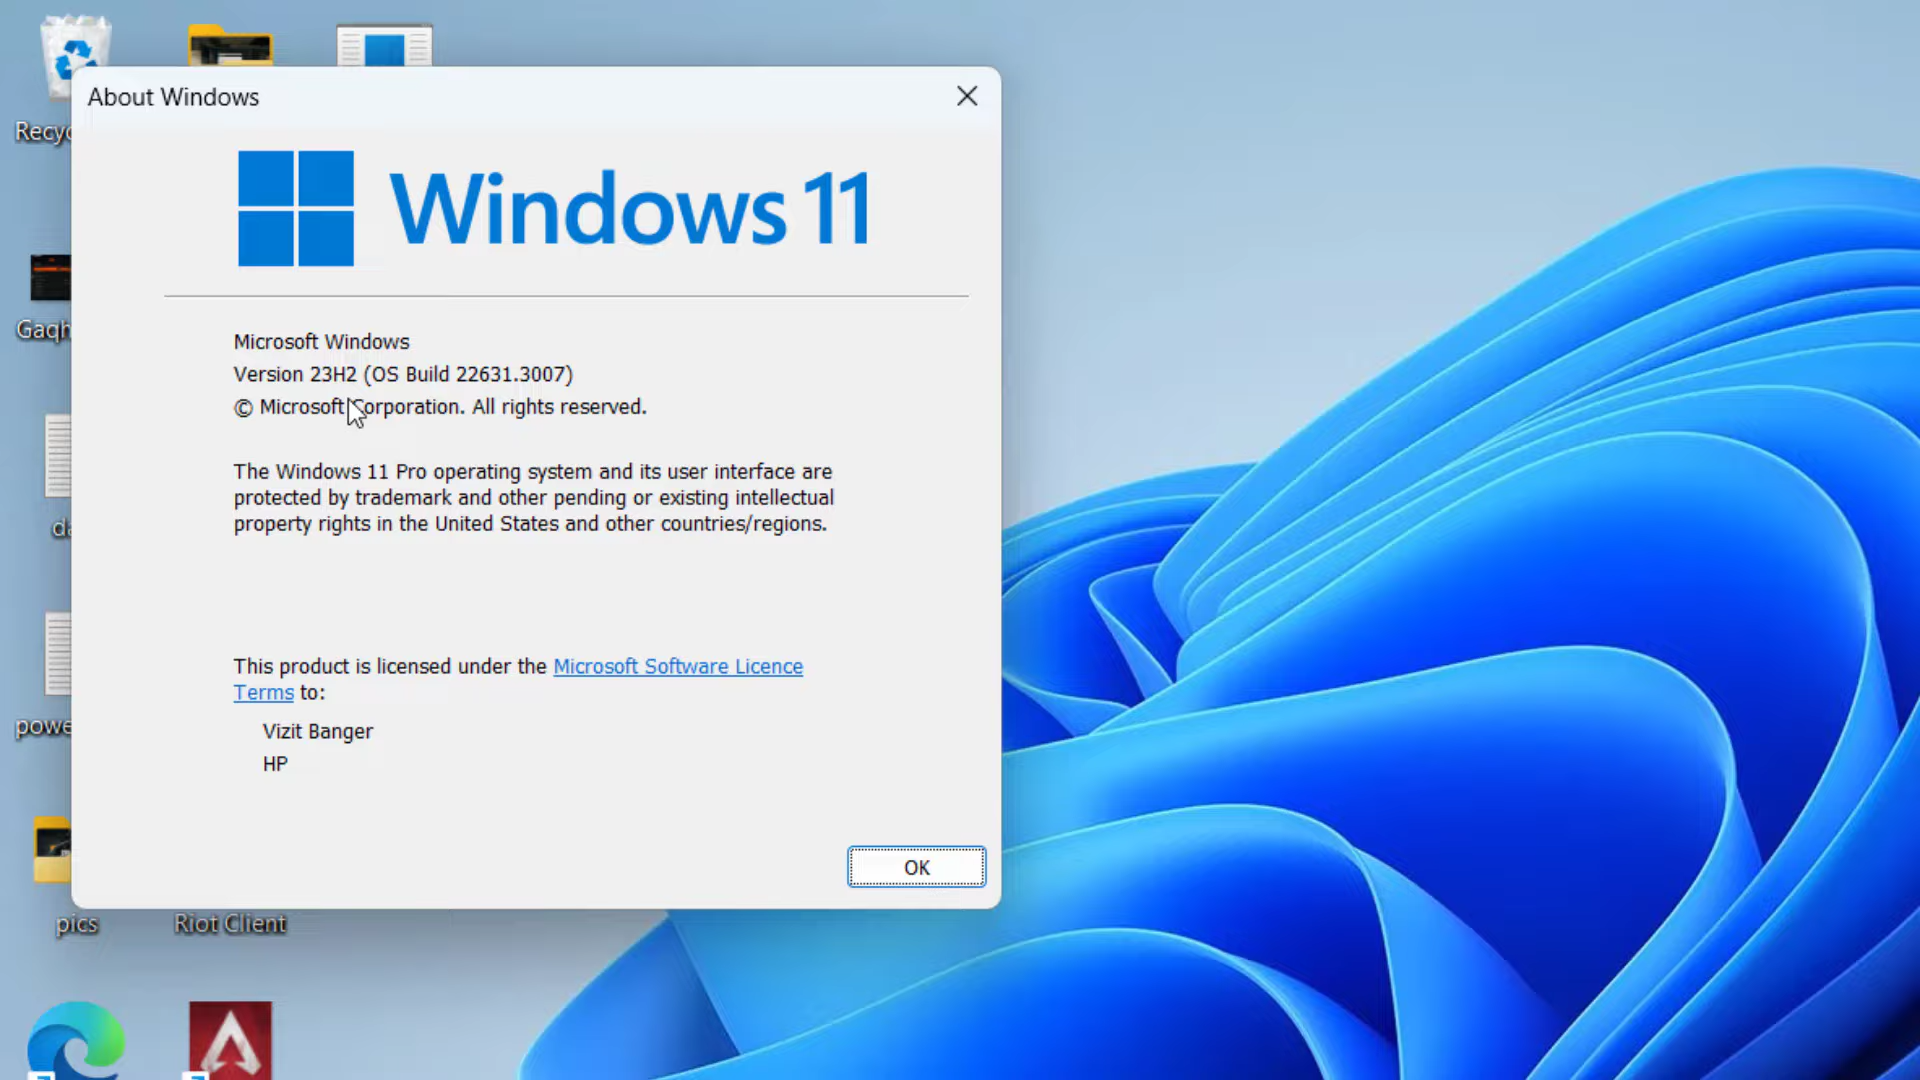 About Windows
Windows 11
Microsoft Windows
Version 23H2 (OS Build 22631.3007)
© Microsoft Corporation. All rights reserved.
The Windows 11 Pro operating system and its user interface are
protected by trademark and other pending or existing intellectual
property rights in the United States and other countries/regions.
This product is licensed under the Microsoft Software Licence
Terms to:
Vizit Banger
HP
OK
Recyc
Gaqh
da
powe
pics
Riot Client